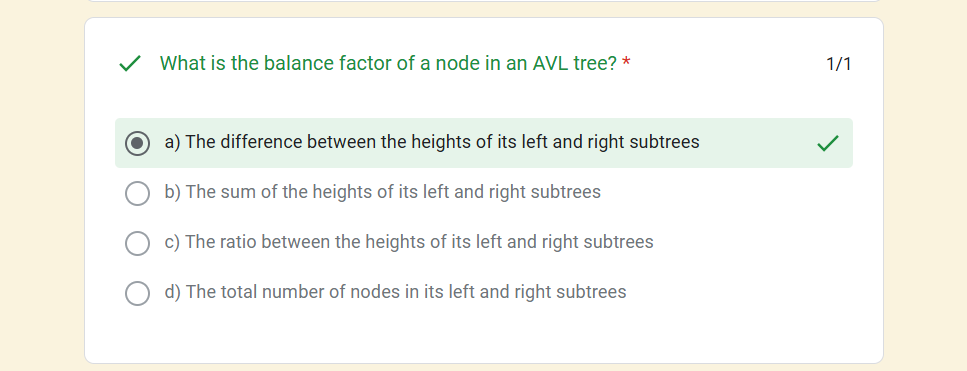 What is the balance factor of a node in an AVL tree? *
1/1
a) The difference between the heights of its left and right subtrees
b) The sum of the heights of its left and right subtrees
c) The ratio between the heights of its left and right subtrees
d) The total number of nodes in its left and right subtrees